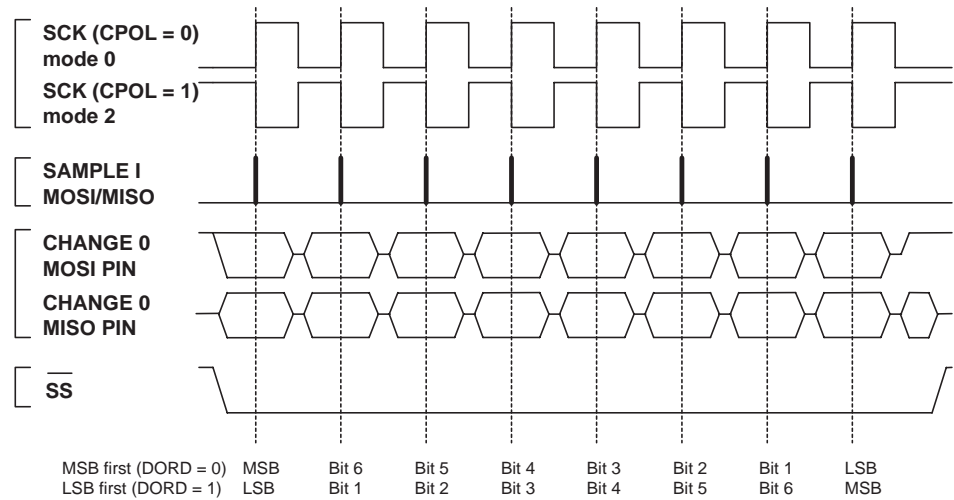 SCK (CPOL = 0)
mode 0
SCK (CPOL = 1)
mode 2
SAMPLE I
MOSI/MISO
CHANGE 0
MOSI PIN
CHANGE 0
MISO PIN
SS
MSB first (DORD = 0) MSB Bit 6 Bit 5 Bit 4 Bit 3 Bit 2 Bit 1 LSB
LSB first (DORD = 1) LSB Bit 1 Bit 2 Bit 3 Bit 4 Bit 5 Bit 6 MSB